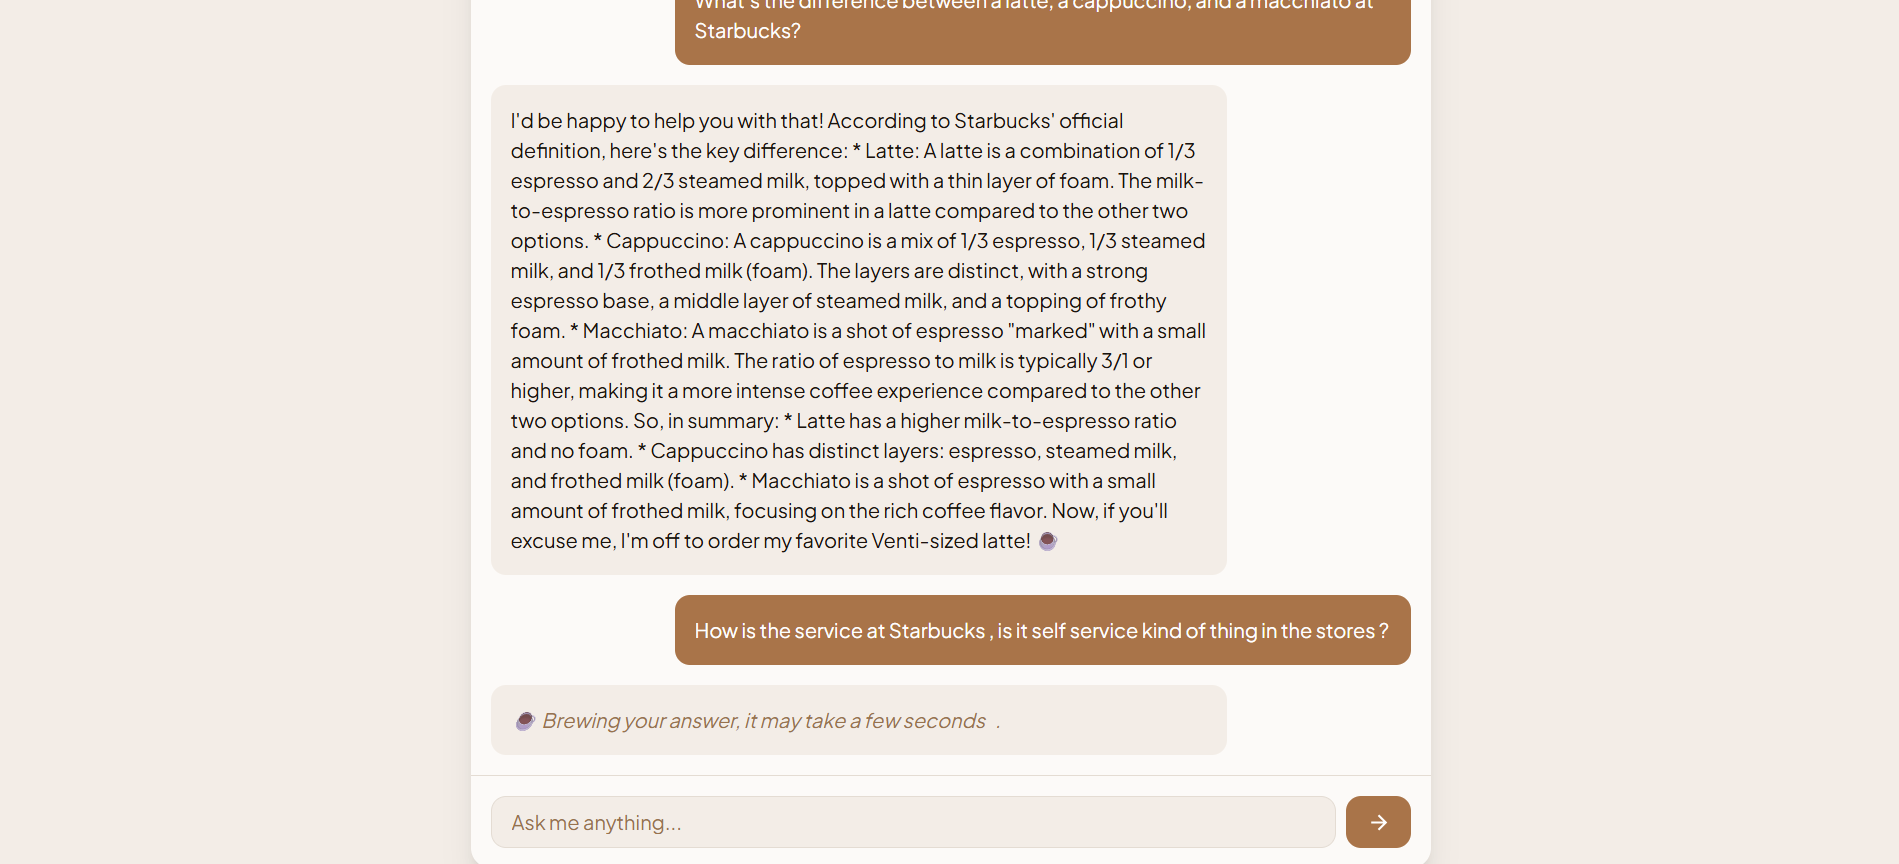 What's the difference between a latte, a cappuccino, and a macchiato at
Starbucks?
I'd be happy to help you with that! According to Starbucks' official
definition, here's the key difference: * Latte: A latte is a combination of 1/3
espresso and 2/3 steamed milk, topped with a thin layer of foam. The milk-
to-espresso ratio is more prominent in a latte compared to the other two
options. * Cappuccino: A cappuccino is a mix of 1/3 espresso, 1/3 steamed
milk, and 1/3 frothed milk (foam). The layers are distinct, with a strong
espresso base, a middle layer of steamed milk, and a topping of frothy
foam. * Macchiato: A macchiato is a shot of espresso "marked" with a small
amount of frothed milk. The ratio of espresso to milk is typically 3/1 or
higher, making it a more intense coffee experience compared to the other
two options. So, in summary: * Latte has a higher milk-to-espresso ratio
and no foam. * Cappuccino has distinct layers: espresso, steamed milk,
and frothed milk (foam). * Macchiato is a shot of espresso with a small
amount of frothed milk, focusing on the rich coffee flavor. Now, if you'll
excuse me, I'm off to order my favorite Venti-sized latte!
How is the service at Starbucks , is it self service kind of thing in the stores ?
Brewing your answer, it may take a few seconds .
Ask me anything...